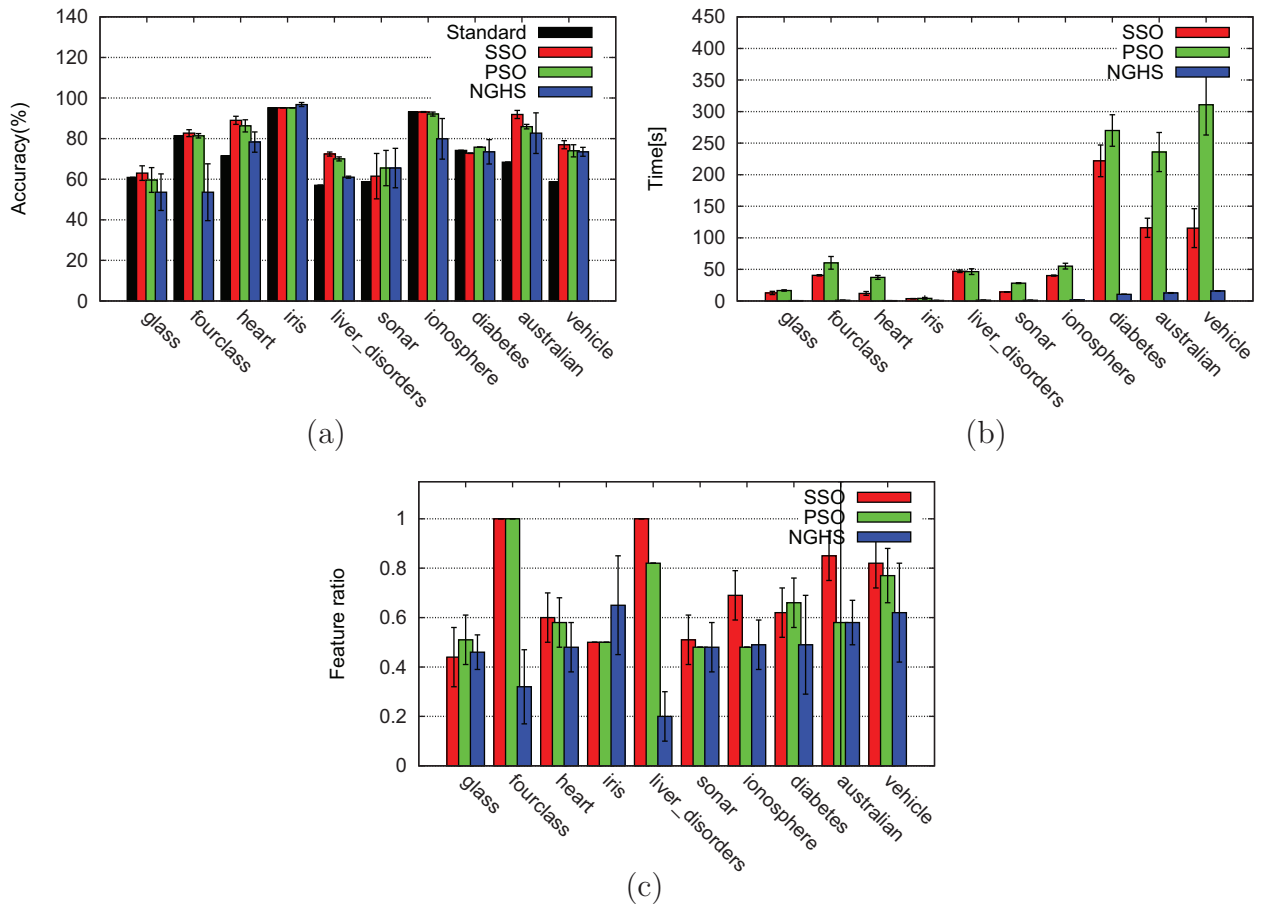 Accuracy(%)
140
120
100
80
60
40
20
0
Standard
SSO
PSO
NGHS
glass
fourclass
heart
iris
liver_disorders
sonar
ionosphere
diabetes
australian
vehicle
(a)
Time[s]
450
400
350
300
250
200
150
100
50
0
SSO
PSO
NGHS
glass
fourclass
heart
iris
liver_disorders
sonar
ionosphere
diabetes
australian
vehicle
(b)
Feature ratio
1
0.8
0.6
0.4
0.2
0
SSO
PSO
NGHS
glass
fourclass
heart
iris
liver_disorders
sonar
ionosphere
diabetes
australian
vehicle
(c)